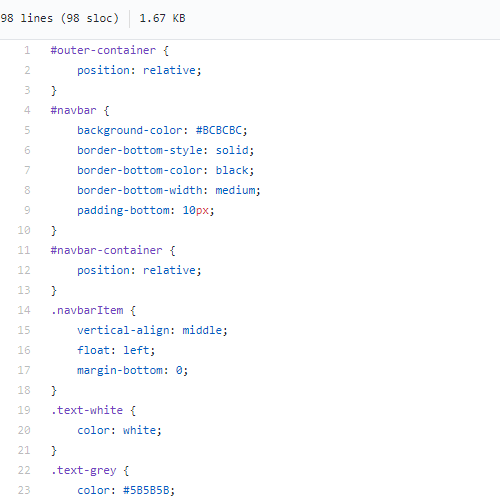 98 lines (98 sloc) 1.67 KB
1 #outer-container {
2 position: relative;
3 }
4 #navbar {
5 background-color: #BCBCBC;
6 border-bottom-style: solid;
7 border-bottom-color: black;
8 border-bottom-width: medium;
9 padding-bottom: 10px;
10 }
11 #navbar-container {
12 position: relative;
13 }
14 .navbarItem {
15 vertical-align: middle;
16 float: left;
17 margin-bottom: 0;
18 }
19 .text-white {
20 color: white;
21 }
22 .text-grey {
23 color: #5B5B5B;